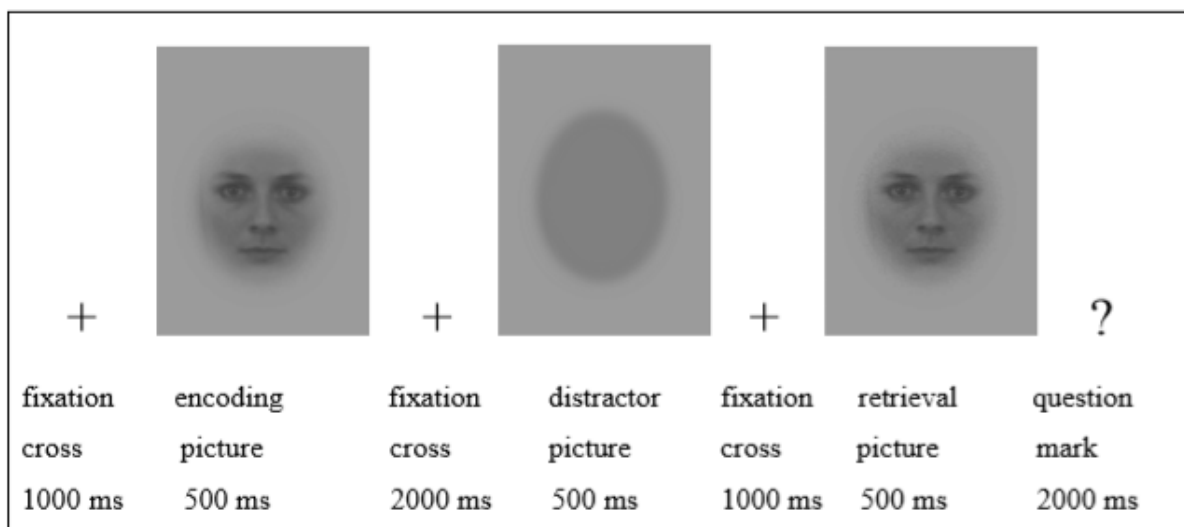 + + + ?
fixation encoding fixation distractor fixation retrieval question
cross picture cross picture cross picture mark
1000 ms 500 ms 2000 ms 500 ms 1000 ms 500 ms 2000 ms